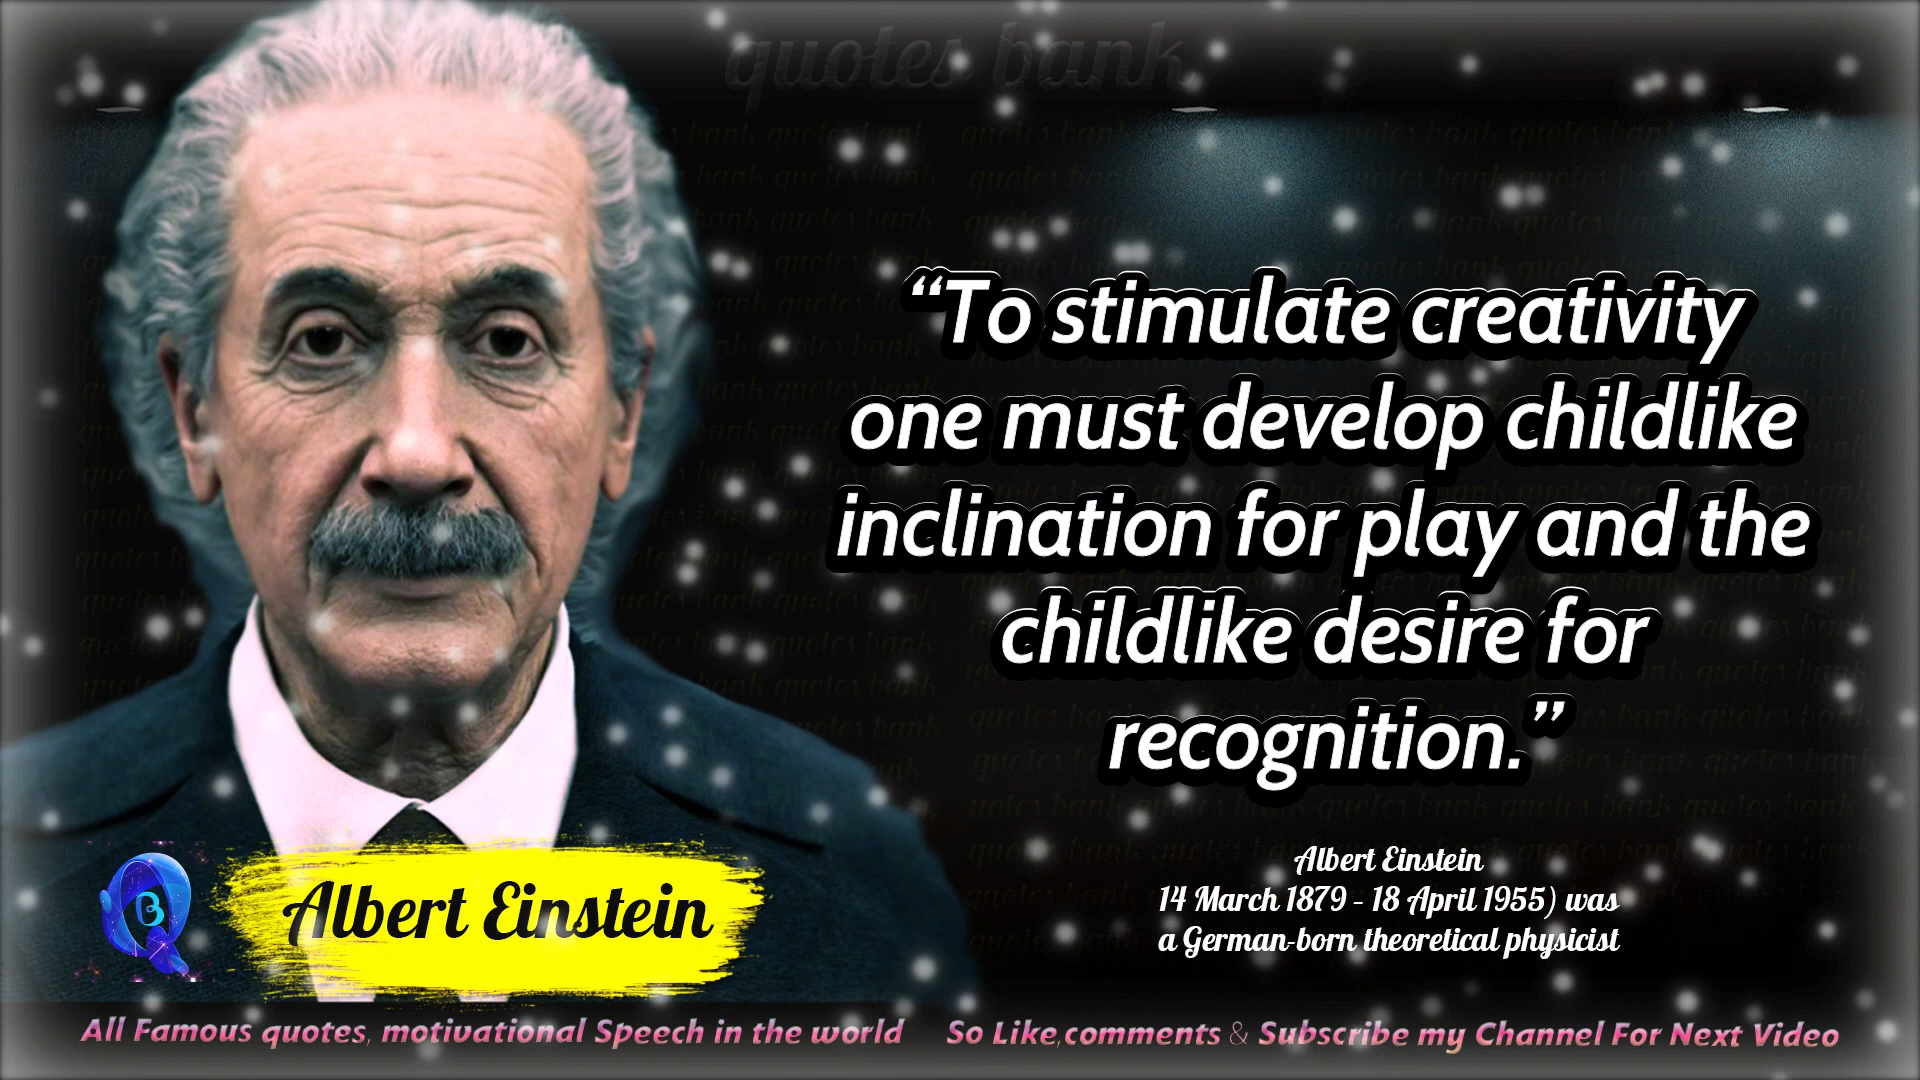 quotes bank
“To stimulate creativity
one must develop childlike
inclination for play and the
childlike desire for
recognition.”
Albert Einstein
14 March 1879 – 18 April 1955) was
a German-born theoretical physicist
B
Albert Einstein
All Famous quotes, motivational Speech in the world So Like,comments & Subscribe my Channel For Next Video